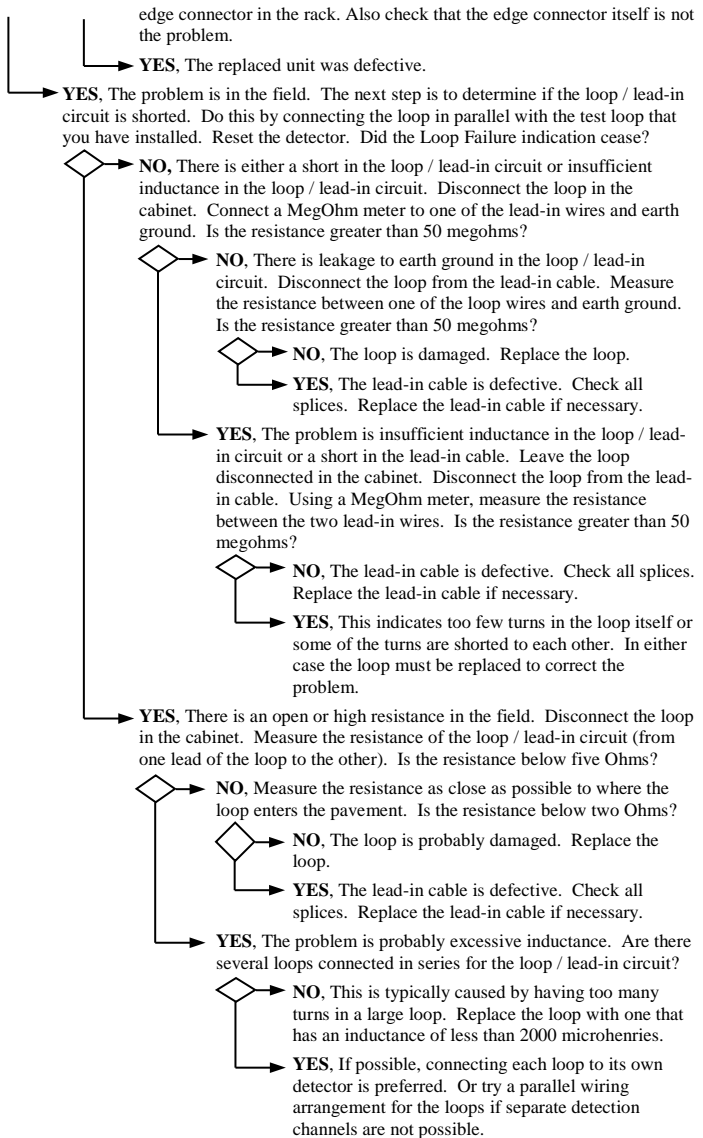 edge connector in the rack. Also check that the edge connector itself is not
the problem.
YES, The replaced unit was defective.
YES, The problem is in the field. The next step is to determine if the loop / lead-in
circuit is shorted. Do this by connecting the loop in parallel with the test loop that
you have installed. Reset the detector. Did the Loop Failure indication cease?
NO, There is either a short in the loop / lead-in circuit or insufficient
inductance in the loop / lead-in circuit. Disconnect the loop in the
cabinet. Connect a MegOhm meter to one of the lead-in wires and earth
ground. Is the resistance greater than 50 megohms?
NO, There is leakage to earth ground in the loop / lead-in
circuit. Disconnect the loop from the lead-in cable. Measure
the resistance between one of the loop wires and earth ground.
Is the resistance greater than 50 megohms?
NO, The loop is damaged. Replace the loop.
YES, The lead-in cable is defective. Check all
splices. Replace the lead-in cable if necessary.
YES, The problem is insufficient inductance in the loop / lead-
in circuit or a short in the lead-in cable. Leave the loop
disconnected in the cabinet. Disconnect the loop from the lead-
in cable. Using a MegOhm meter, measure the resistance
between the two lead-in wires. Is the resistance greater than 50
megohms?
NO, The lead-in cable is defective. Check all splices.
Replace the lead-in cable if necessary.
YES, This indicates too few turns in the loop itself or
some of the turns are shorted to each other. In either
case the loop must be replaced to correct the
problem.
YES, There is an open or high resistance in the field. Disconnect the loop
in the cabinet. Measure the resistance of the loop / lead-in circuit (from
one lead of the loop to the other). Is the resistance below five Ohms?
NO, Measure the resistance as close as possible to where the
loop enters the pavement. Is the resistance below two Ohms?
NO, The loop is probably damaged. Replace the
loop.
YES, The lead-in cable is defective. Check all
splices. Replace the lead-in cable if necessary.
YES, The problem is probably excessive inductance. Are there
several loops connected in series for the loop / lead-in circuit?
NO, This is typically caused by having too many
turns in a large loop. Replace the loop with one that
has an inductance of less than 2000 microhenries.
YES, If possible, connecting each loop to its own
detector is preferred. Or try a parallel wiring
arrangement for the loops if separate detection
channels are not possible.